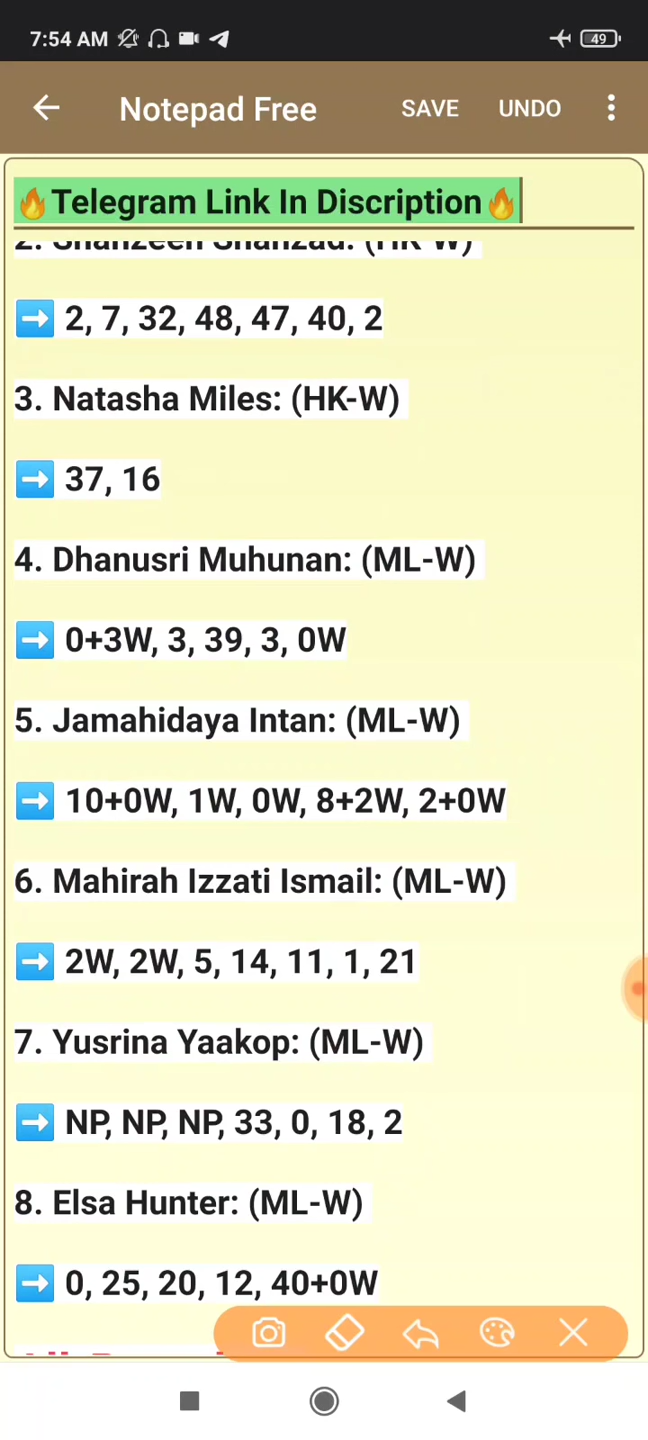 7:54 AM
49
Notepad Free SAVE UNDO
🔥Telegram Link In Discription🔥
2. Shanzeen Shahzad: (HK-W)
➡️ 2, 7, 32, 48, 47, 40, 2
3. Natasha Miles: (HK-W)
➡️ 37, 16
4. Dhanusri Muhunan: (ML-W)
➡️ 0+3W, 3, 39, 3, 0W
5. Jamahidaya Intan: (ML-W)
➡️ 10+0W, 1W, 0W, 8+2W, 2+0W
6. Mahirah Izzati Ismail: (ML-W)
➡️ 2W, 2W, 5, 14, 11, 1, 21
7. Yusrina Yaakop: (ML-W)
➡️ NP, NP, NP, 33, 0, 18, 2
8. Elsa Hunter: (ML-W)
➡️ 0, 25, 20, 12, 40+0W